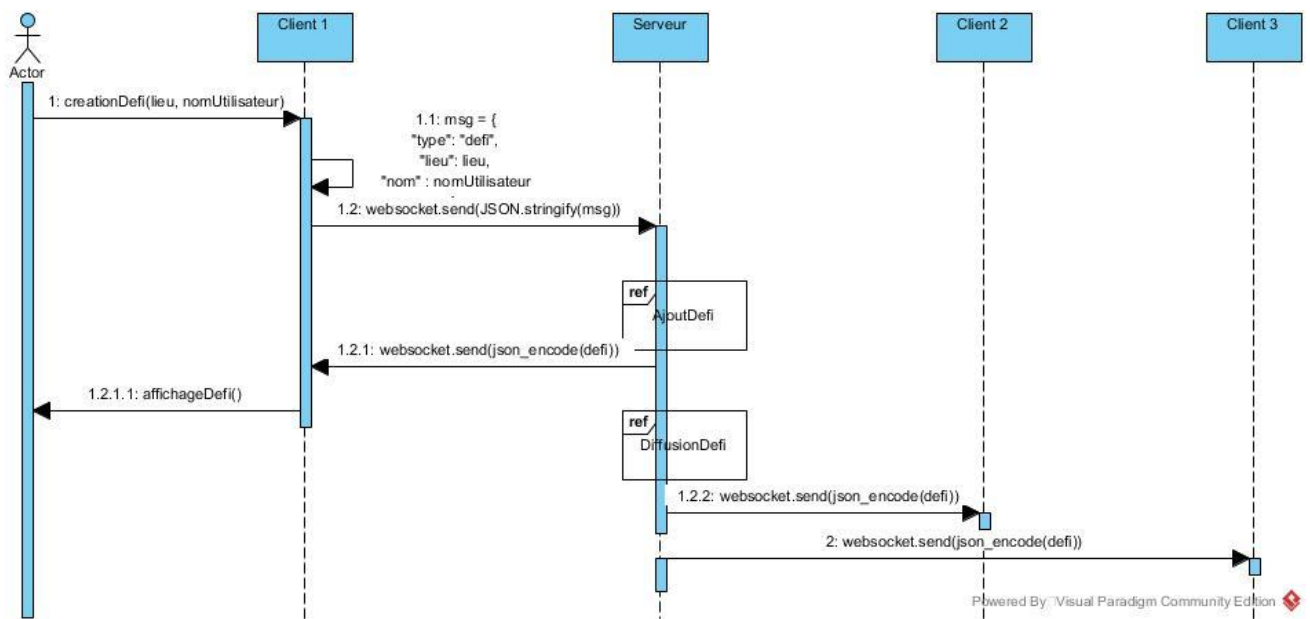 Client 1
Serveur
Client 2
Client 3
Actor
1: creationDefi(lieu, nomUtilisateur)
1.1: msg = {
"type": "defi",
"lieu": lieu,
"nom" : nomUtilisateur
1.2: websocket.send(JSON.stringify(msg))
ref
AjoutDefi
1.2.1: websocket.send(json_encode(defi))
1.2.1.1: affichageDefi()
ref
DiffusionDefi
1.2.2: websocket.send(json_encode(defi))
2: websocket.send(json_encode(defi))
Powered By Visual Paradigm Community Edition